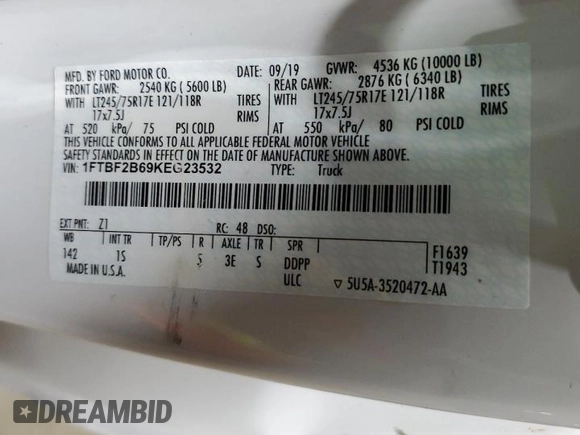 MFD. BY FORD MOTOR CO.
DATE: 09/19 GVWR: 4536 KG (10000 LB)
FRONT GAWR: 2540 KG ( 5600 LB) REAR GAWR: 2876 KG ( 6340 LB)
WITH LT245/75R17E 121/118R TIRES WITH LT245/75R17E 121/118R TIRES
17x7.5J RIMS 17x7.5J RIMS
AT 520 kPa/ 75 PSI COLD AT 550 kPa/ 80 PSI COLD
THIS VEHICLE CONFORMS TO ALL APPLICABLE FEDERAL MOTOR VEHICLE
SAFETY STANDARDS IN EFFECT ON THE DATE OF MANUFACTURE SHOWN ABOVE.
VIN: 1FTBF2B69KEG23532 TYPE: Truck
EXT PNT: Z1 RC: 48 DSO:
WB INT TR TP/PS R AXLE TR SPR F1639
142 1S 5 3E S DDPP T1943
MADE IN U.S.A. ULC ▽ 5U5A-3520472-AA
DREAMBID